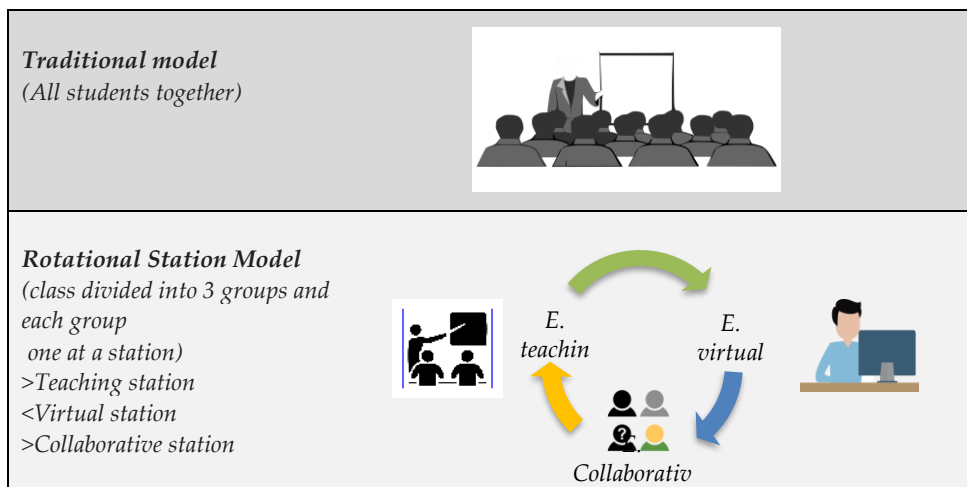 Traditional model
(All students together)
Rotational Station Model
(class divided into 3 groups and
each group
one at a station)
>Teaching station
<Virtual station
>Collaborative station
E.
teachin
E.
virtual
?
Collaborativ